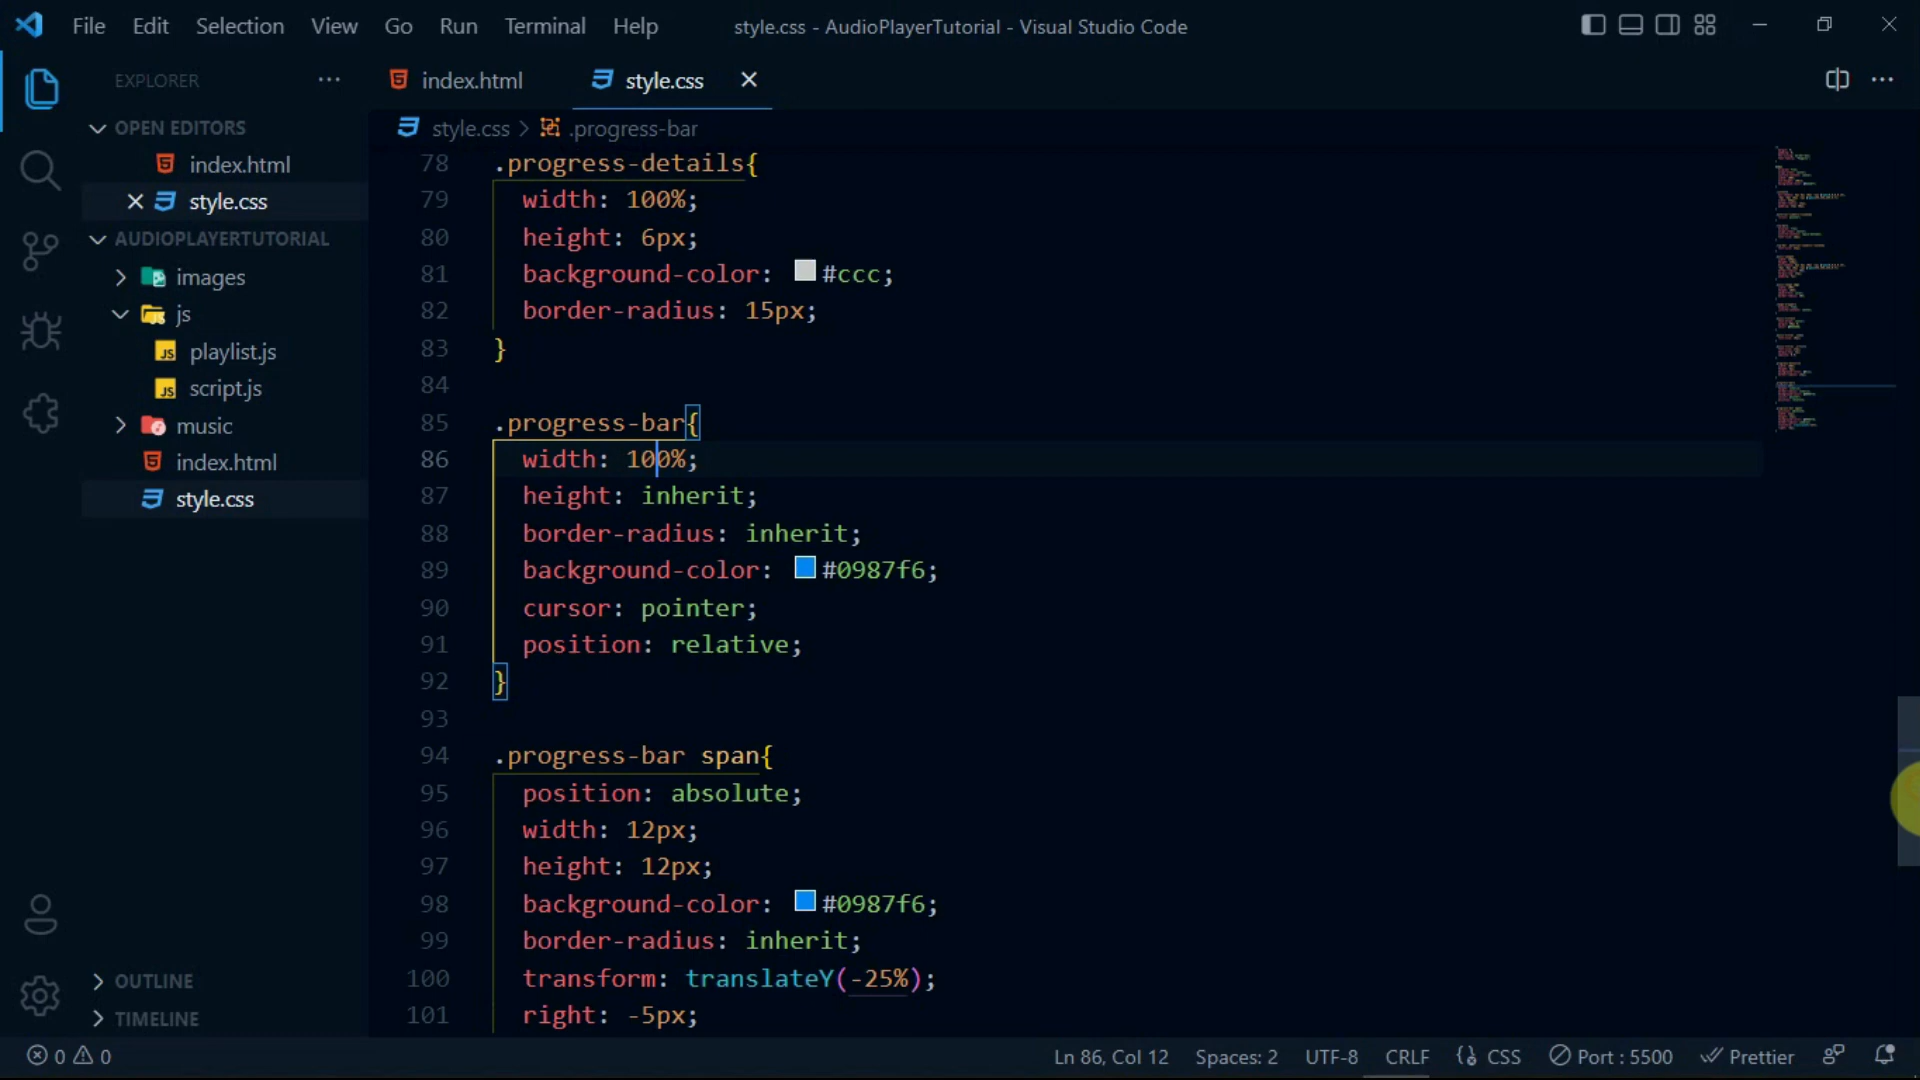 File Edit Selection View Go Run Terminal Help
style.css - AudioPlayerTutorial - Visual Studio Code
EXPLORER
OPEN EDITORS
index.html
style.css
AUDIOPLAYERTUTORIAL
images
js
playlist.js
script.js
music
index.html
style.css
OUTLINE
TIMELINE
index.html style.css
style.css > .progress-bar
78 .progress-details{
79 width: 100%;
80 height: 6px;
81 background-color: #ccc;
82 border-radius: 15px;
83 }
84
85 .progress-bar{
86 width: 100%;
87 height: inherit;
88 border-radius: inherit;
89 background-color: #0987f6;
90 cursor: pointer;
91 position: relative;
92 }
93
94 .progress-bar span{
95 position: absolute;
96 width: 12px;
97 height: 12px;
98 background-color: #0987f6;
99 border-radius: inherit;
100 transform: translateY(-25%);
101 right: -5px;
0 0 Ln 86, Col 12 Spaces: 2 UTF-8 CRLF CSS Port : 5500 Prettier